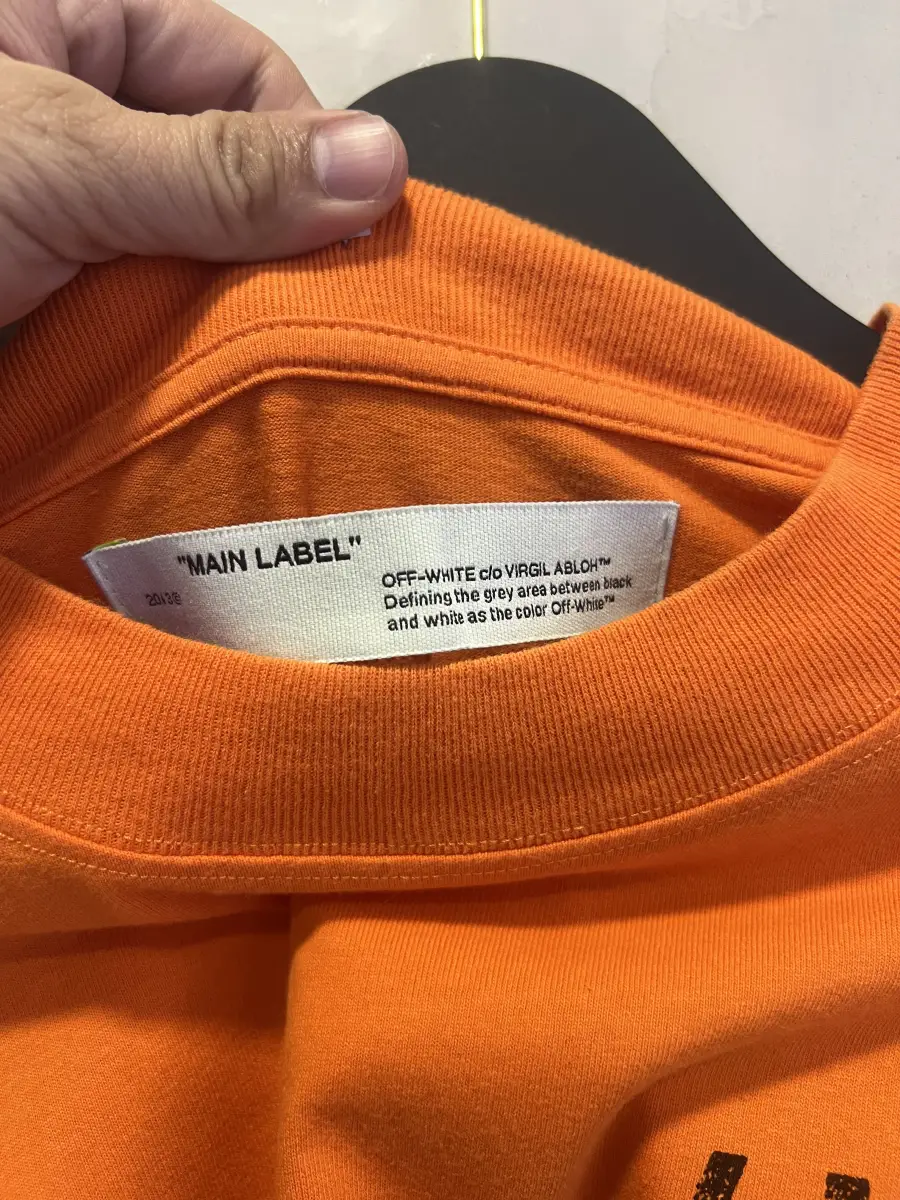 "MAIN LABEL"
2013©
OFF-WHITE c/o VIRGIL ABLOH™
Defining the grey area between black
and white as the color Off-White™